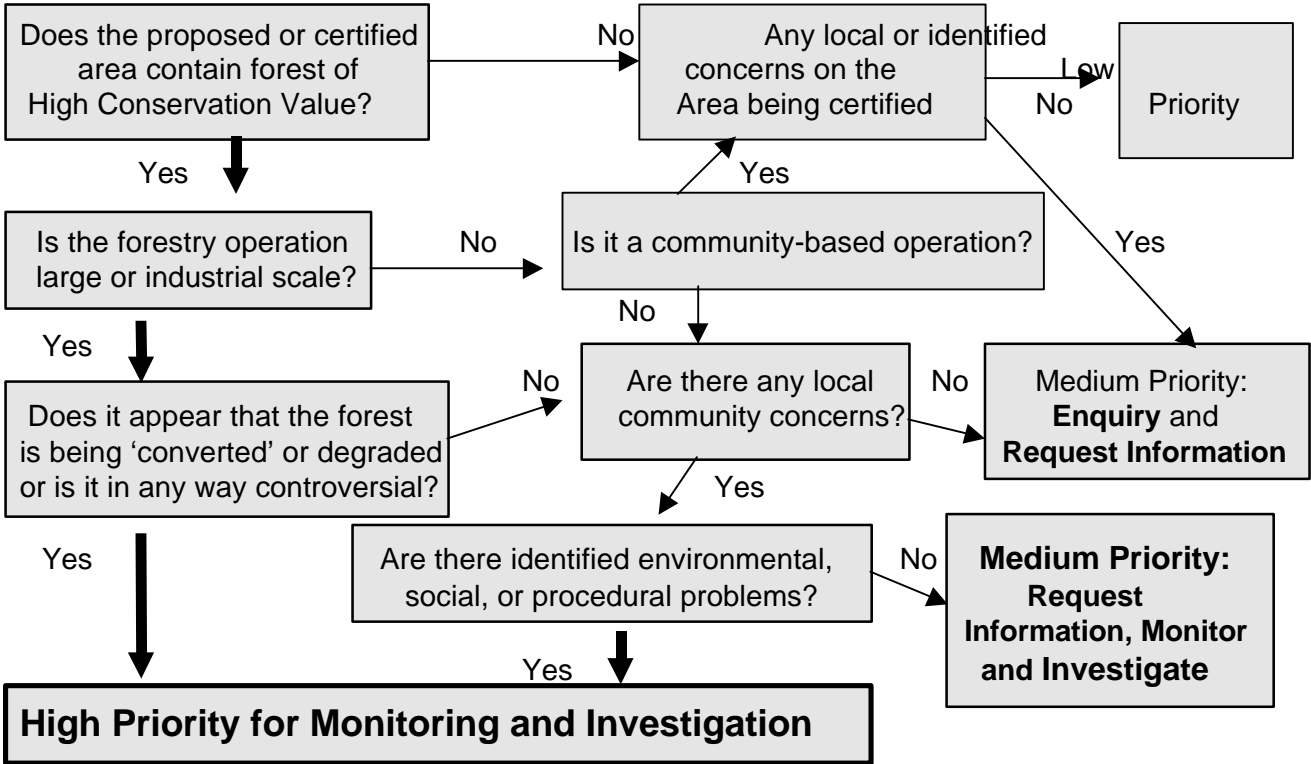 Does the proposed or certified
area contain forest of
High Conservation Value?
No
Any local or identified
concerns on the
Area being certified
Low
No
Priority
Yes
Yes
Is the forestry operation
large or industrial scale?
No
Is it a community-based operation?
Yes
No
Yes
Does it appear that the forest
is being ‘converted’ or degraded
or is it in any way controversial?
No
Are there any local
community concerns?
No
Medium Priority:
Enquiry and
Request Information
Yes
Yes
Are there identified environmental,
social, or procedural problems?
No
Medium Priority:
Request
Information, Monitor
and Investigate
Yes
High Priority for Monitoring and Investigation